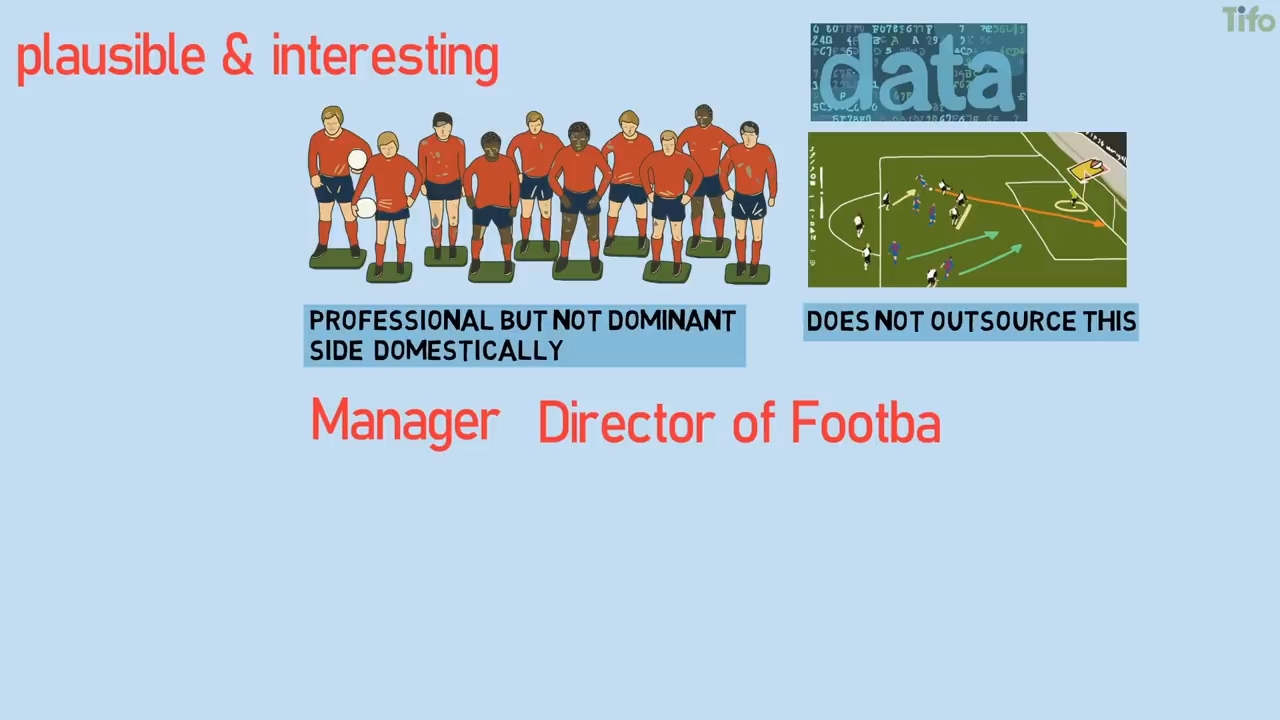 Tifo
plausible & interesting
data
PROFESSIONAL BUT NOT DOMINANT
SIDE DOMESTICALLY
DOES NOT OUTSOURCE THIS
Manager
Director of Footba